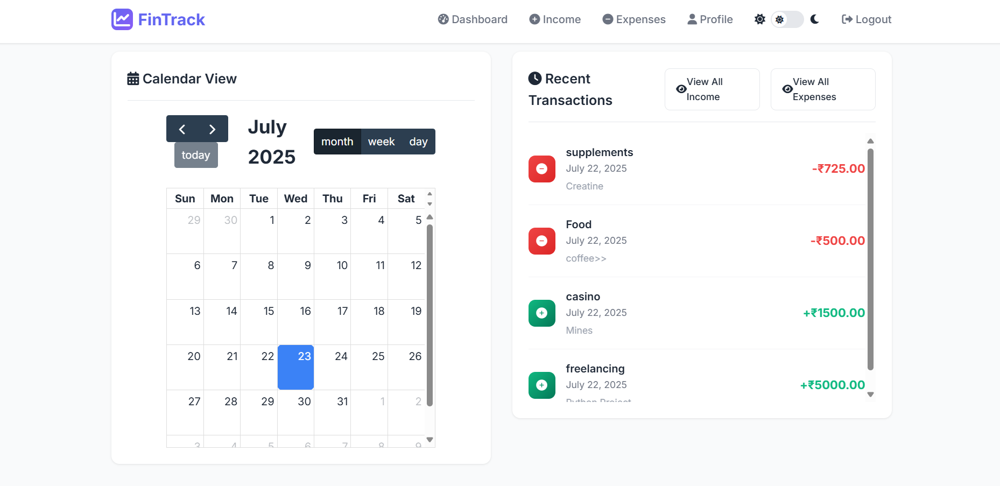 FinTrack
Dashboard
Income
Expenses
Profile
Logout
Calendar View
July
2025
today
month week day
Sun Mon Tue Wed Thu Fri Sat
29 30 1 2 3 4 5
6 7 8 9 10 11 12
13 14 15 16 17 18 19
20 21 22 23 24 25 26
27 28 29 30 31 1 2
3 4 5 6 7 8 9
Recent
Transactions
View All
Income
View All
Expenses
supplements
July 22, 2025
-₹725.00
Creatine
Food
July 22, 2025
-₹500.00
coffee>>
casino
July 22, 2025
+₹1500.00
Mines
freelancing
July 22, 2025
+₹5000.00
Python Project